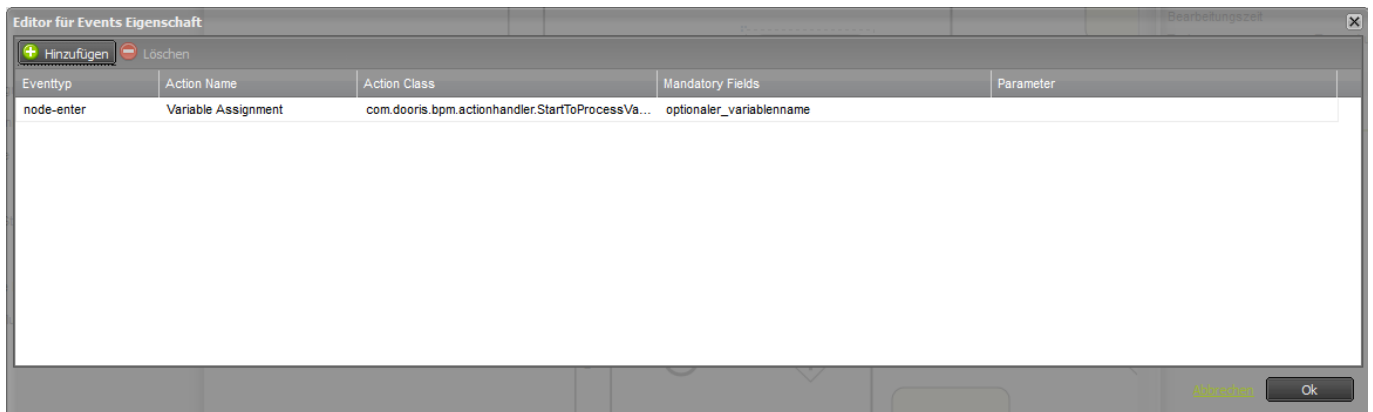 Bearbeitungszeit
Editor für Events Eigenschaft
Hinzufügen Löschen
Eventtyp Action Name Action Class Mandatory Fields Parameter
node-enter Variable Assignment com.dooris.bpm.actionhandler.StartToProcessVa... optionaler_variablenname
Abbrechen Ok